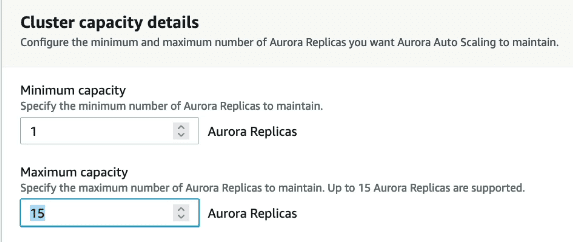 Cluster capacity details
Configure the minimum and maximum number of Aurora Replicas you want Aurora Auto Scaling to maintain.
Minimum capacity
Specify the minimum number of Aurora Replicas to maintain.
1 Aurora Replicas
Maximum capacity
Specify the maximum number of Aurora Replicas to maintain. Up to 15 Aurora Replicas are supported.
15 Aurora Replicas